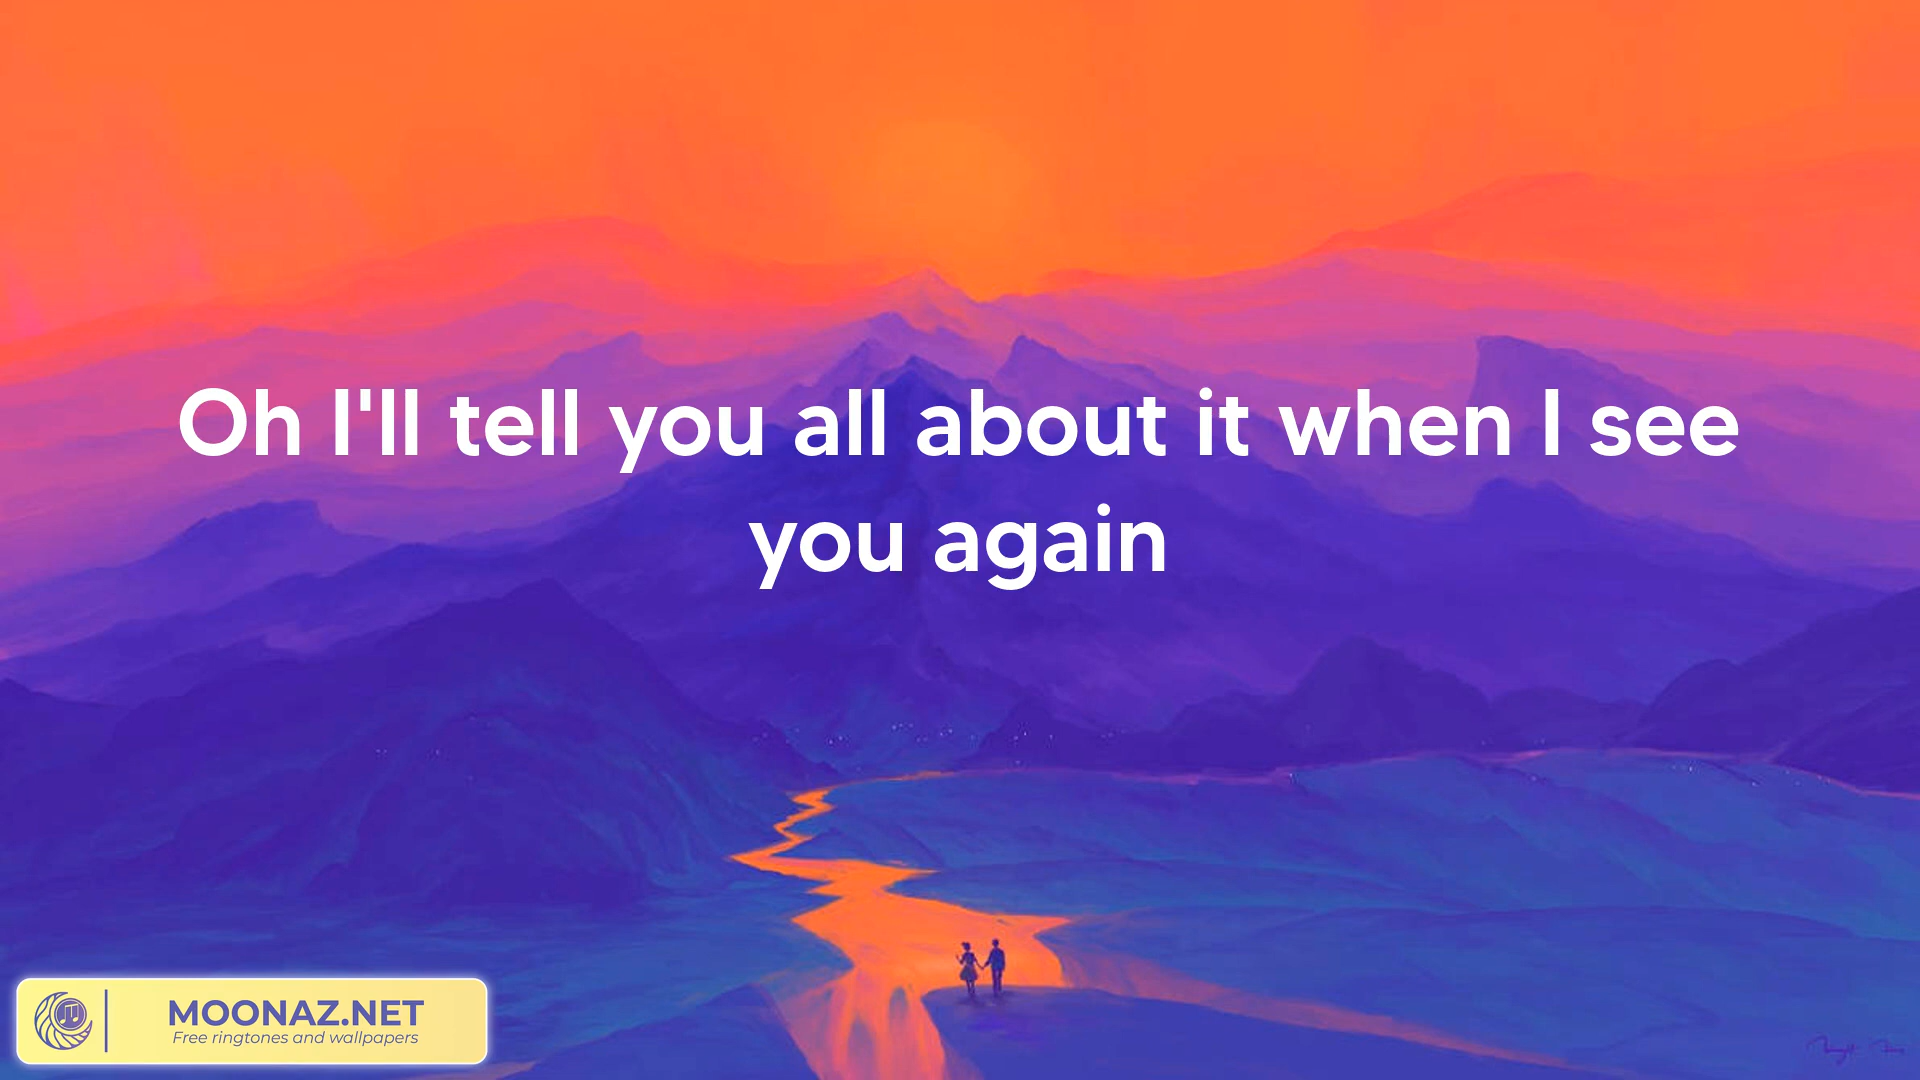 Oh I'll tell you all about it when I see
you again
MOONAZ.NET
Free ringtones and wallpapers